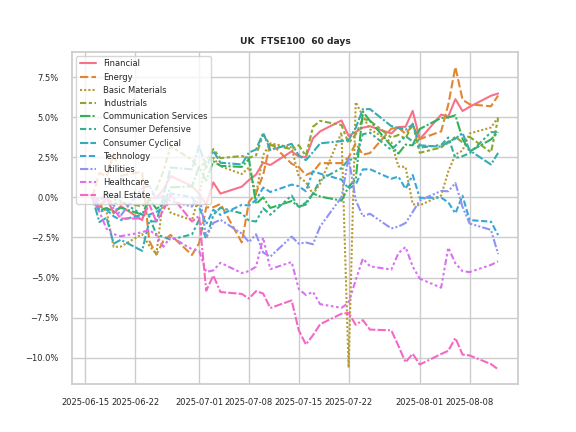 UK  FTSE100  60 days
Financial
Energy
Basic Materials
Industrials
Communication Services
Consumer Defensive
Consumer Cyclical
Technology
Utilities
Healthcare
Real Estate
7.5%
5.0%
2.5%
0.0%
−2.5%
−5.0%
−7.5%
−10.0%
2025-06-15 2025-06-22 2025-07-01 2025-07-08 2025-07-15 2025-07-22 2025-08-01 2025-08-08